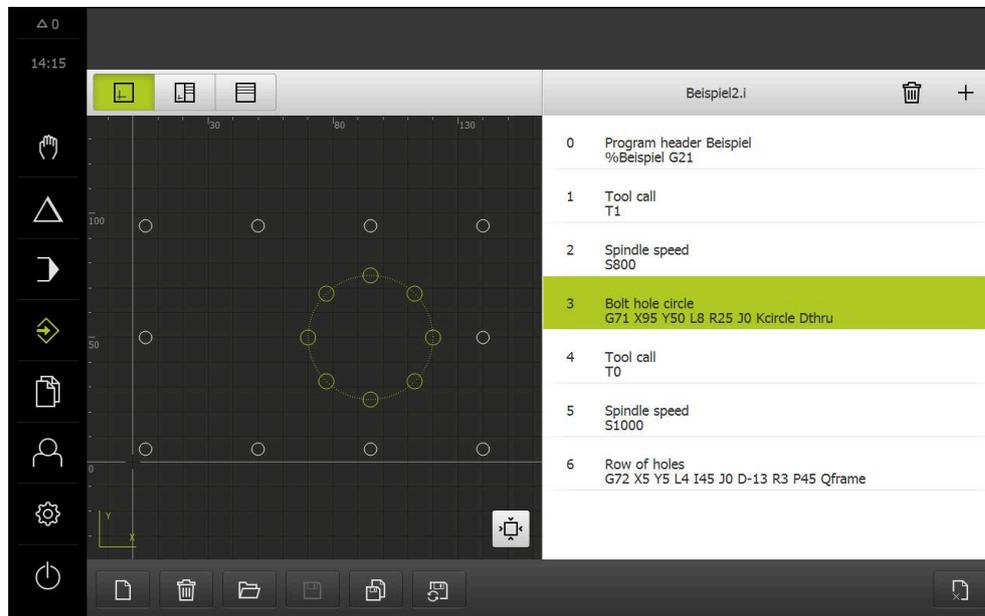 △ 0
14:15
Beispiel2.i
30
80
130
100
50
0
Y
X
0 Program header Beispiel
%Beispiel G21
1 Tool call
T1
2 Spindle speed
S800
3 Bolt hole circle
G71 X95 Y50 L8 R25 J0 Kcircle Dthru
4 Tool call
T0
5 Spindle speed
S1000
6 Row of holes
G72 X5 Y5 L4 I45 J0 D-13 R3 P45 Qframe